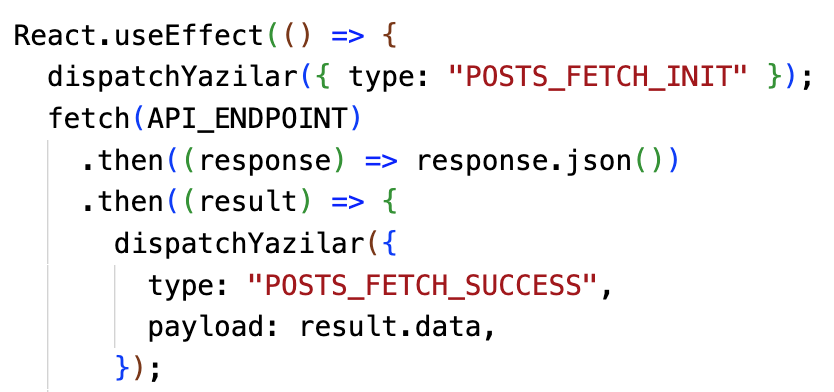 React.useEffect(() => {
dispatchYazilar({ type: "POSTS_FETCH_INIT" });
fetch(API_ENDPOINT)
.then((response) => response.json())
.then((result) => {
dispatchYazilar({
type: "POSTS_FETCH_SUCCESS",
payload: result.data,
});